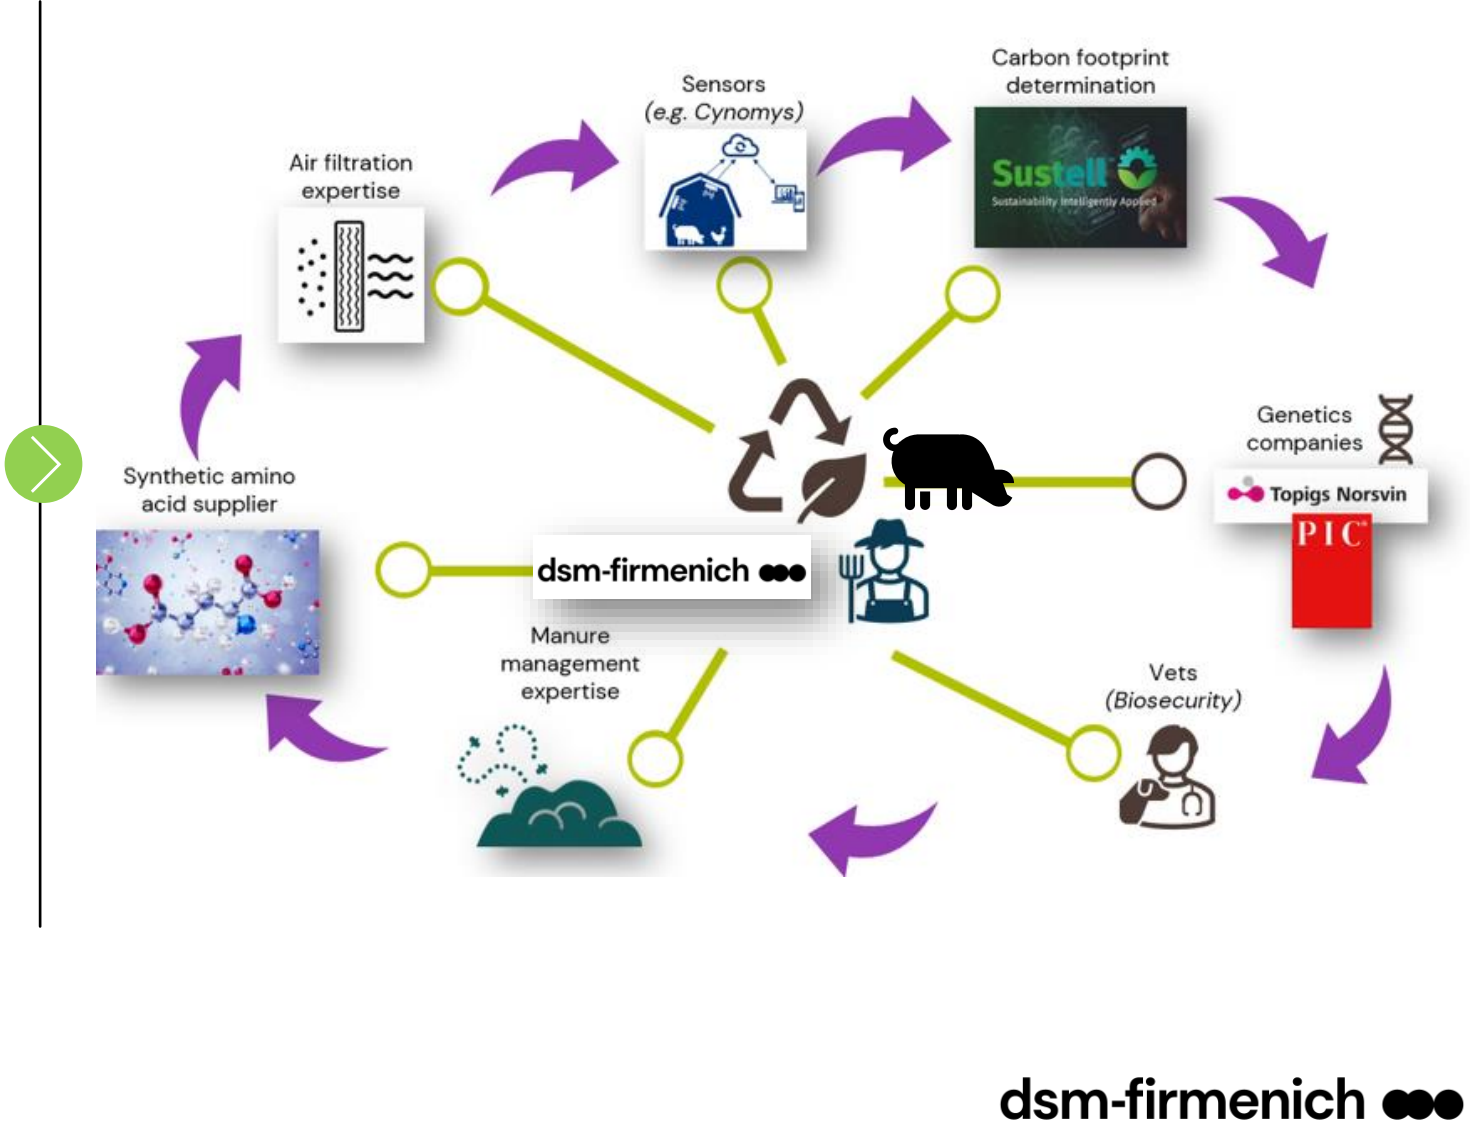 Carbon footprint
determination
Sensors
(e.g. Cynomys)
Sustell
Sustainability Intelligently Applied
Air filtration
expertise
Genetics
companies
Topigs Norsvin
PIC
Synthetic amino
acid supplier
dsm-firmenich
Manure
management
expertise
Vets
(Biosecurity)
dsm-firmenich